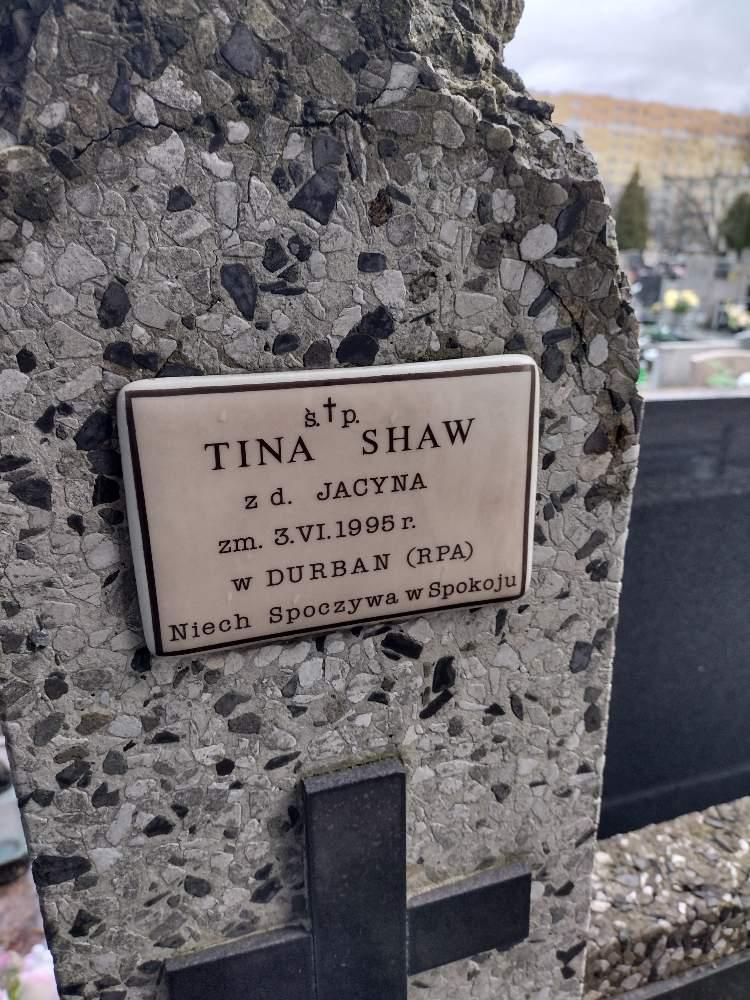 ś.†p.
TINA SHAW
z d. JACYNA
zm. 3.VI.1995 r.
w DURBAN (RPA)
Niech Spoczywa w Spokoju